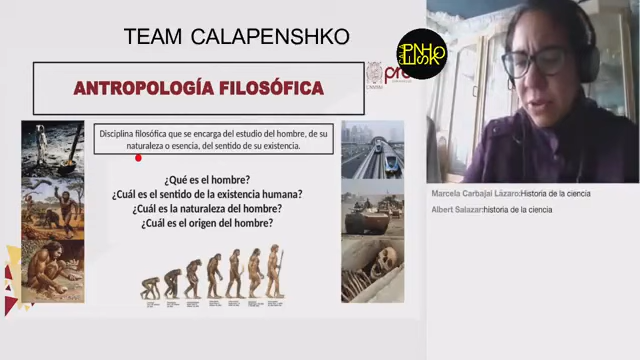 TEAM CALAPENSHKO
ANTROPOLOGÍA FILOSÓFICA
Disciplina filosófica que se encarga del estudio del hombre, de su
naturaleza o esencia, del sentido de su existencia.
¿Qué es el hombre?
¿Cuál es el sentido de la existencia humana?
¿Cuál es la naturaleza del hombre?
¿Cuál es el origen del hombre?
Marcela Carbajal Lázaro:Historia de la ciencia
Albert Salazar:historia de la ciencia